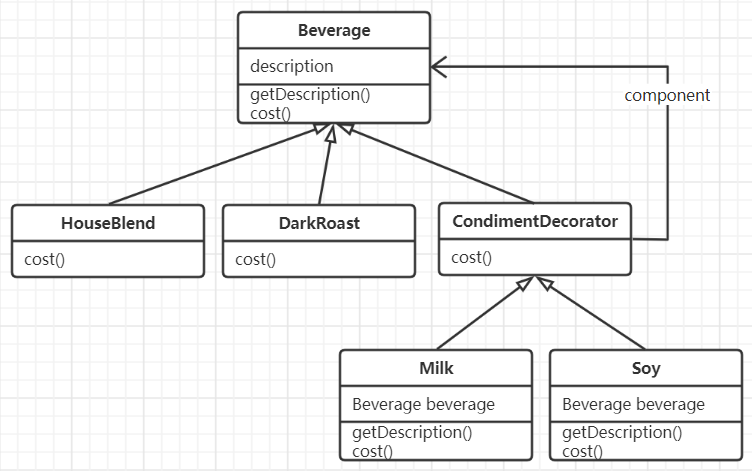 Beverage
description
getDescription()
cost()
component
HouseBlend
cost()
DarkRoast
cost()
CondimentDecorator
cost()
Milk
Beverage beverage
getDescription()
cost()
Soy
Beverage beverage
getDescription()
cost()